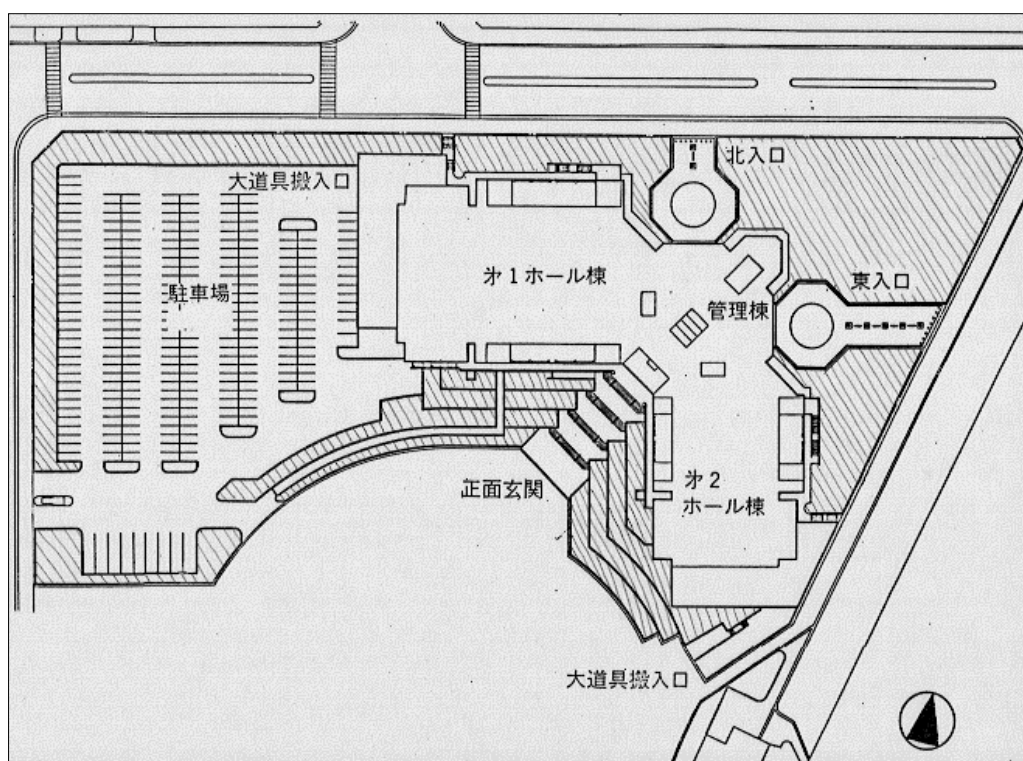 北入口
大道具搬入口
東入口
㐧1ホール棟
駐車場
管理棟
㐧2
ホール棟
正面玄関
大道具搬入口